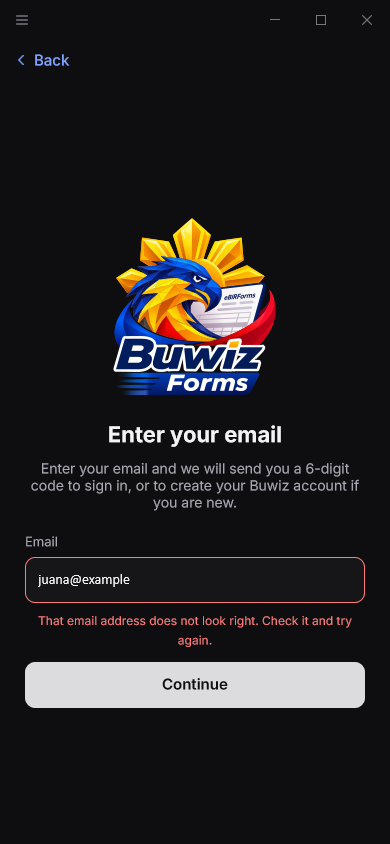 Back
eBIRForms
Buwiz
Forms
Enter your email
Enter your email and we will send you a 6-digit
code to sign in, or to create your Buwiz account if
you are new.
Email
juana@example
That email address does not look right. Check it and try
again.
Continue